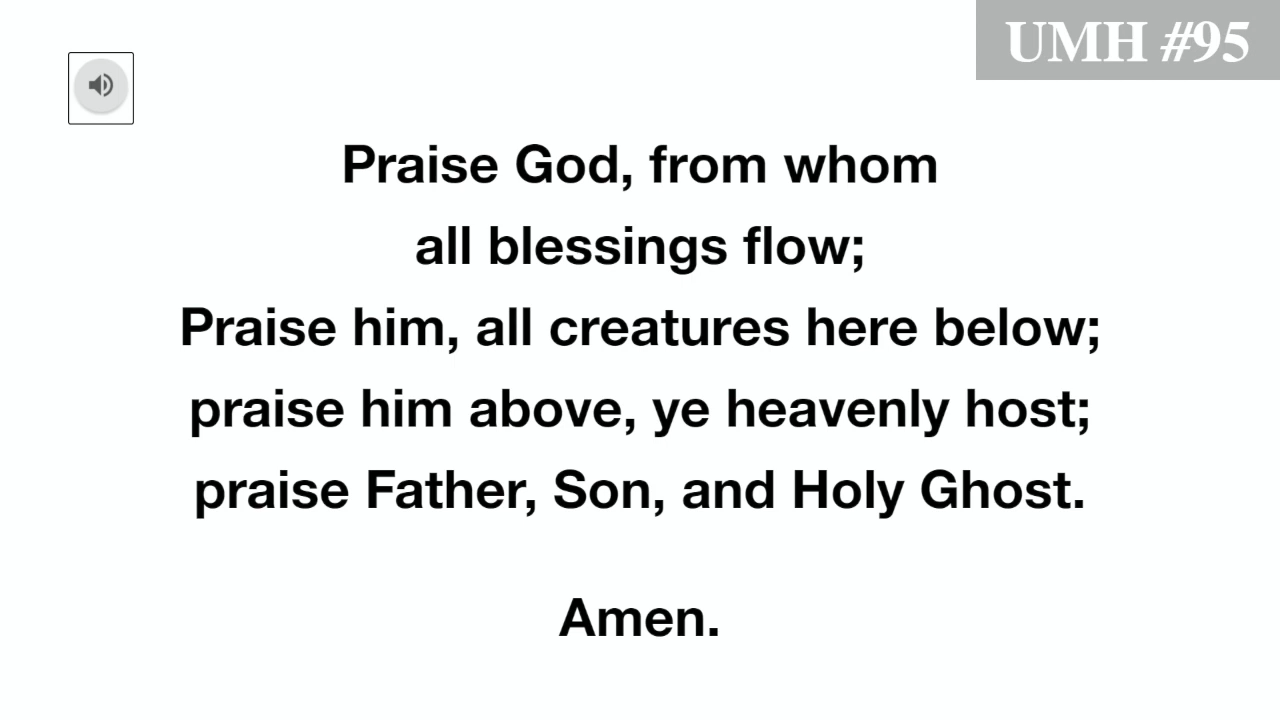 UMH #95
Praise God, from whom
all blessings flow;
Praise him, all creatures here below;
praise him above, ye heavenly host;
praise Father, Son, and Holy Ghost.
Amen.